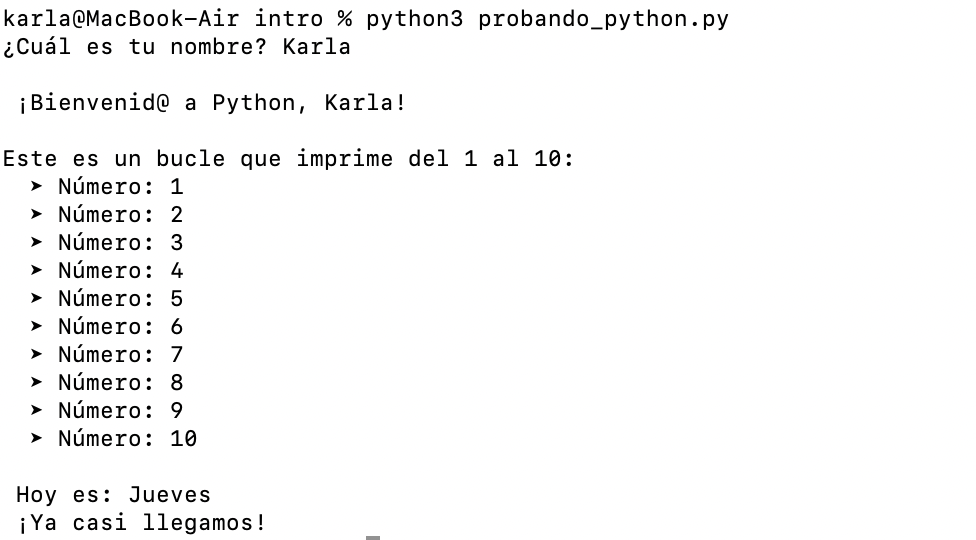 karla@MacBook-Air intro % python3 probando_python.py
¿Cuál es tu nombre? Karla
¡Bienvenid@ a Python, Karla!
Este es un bucle que imprime del 1 al 10:
➤ Número: 1
➤ Número: 2
➤ Número: 3
➤ Número: 4
➤ Número: 5
➤ Número: 6
➤ Número: 7
➤ Número: 8
➤ Número: 9
➤ Número: 10
Hoy es: Jueves
¡Ya casi llegamos!